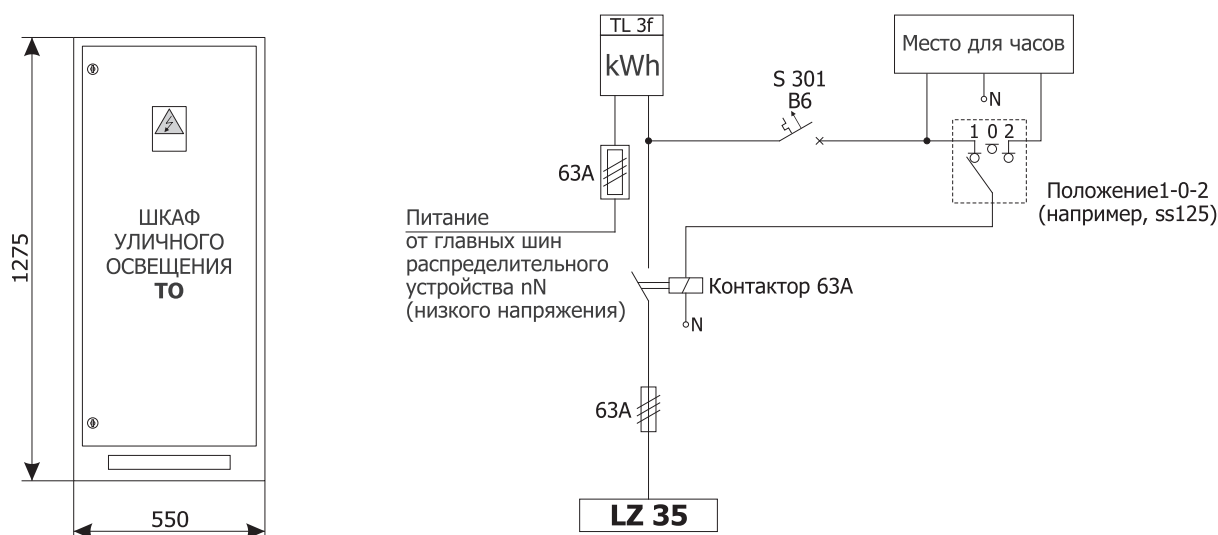 1275
ШКАФ
УЛИЧНОГО
ОСВЕЩЕНИЯ
ТО
550
TL 3f
kWh
63A
Питание
от главных шин
распределительного
устройства nN
(низкого напряжения)
S 301
B6
Место для часов
N
1 0 2
Положение1-0-2
(например, ss125)
Контактор 63А
N
63A
LZ 35